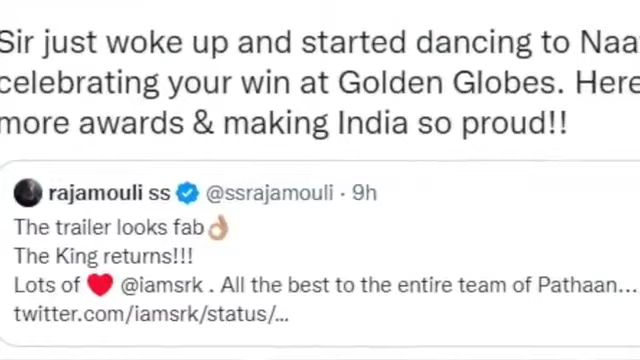 Sir just woke up and started dancing to Naa
celebrating your win at Golden Globes. Here
more awards & making India so proud!!
rajamouli ss @ssrajamouli · 9h
The trailer looks fab👌🏼
The King returns!!!
Lots of ❤️ @iamsrk . All the best to the entire team of Pathaan...
twitter.com/iamsrk/status/...